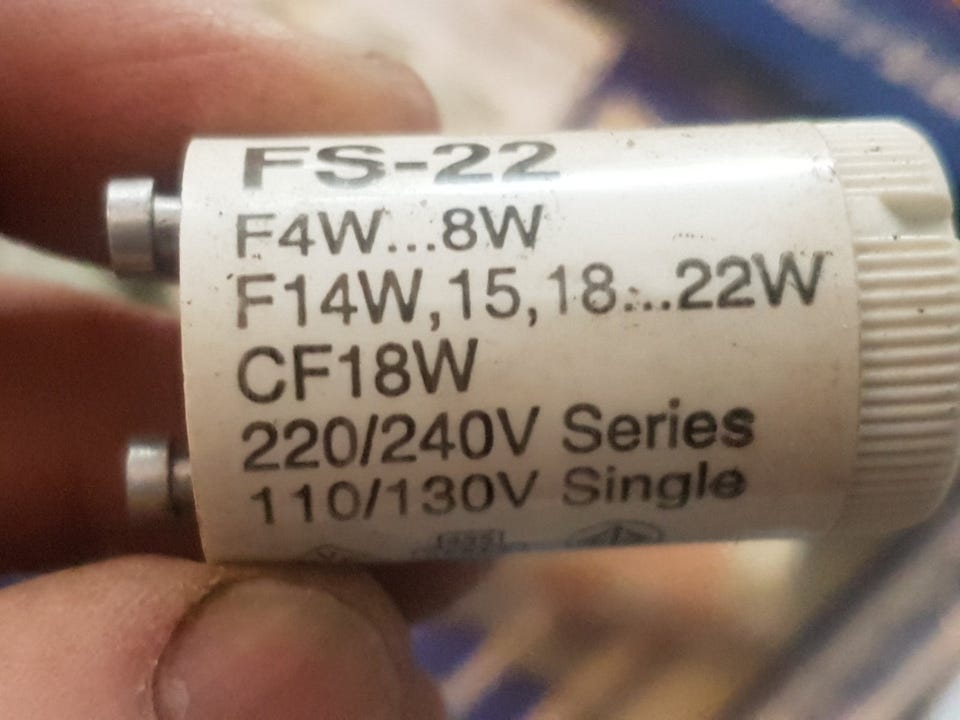 FS-22
F4W...8W
F14W,15,18...22W
CF18W
220/240V Series
110/130V Single